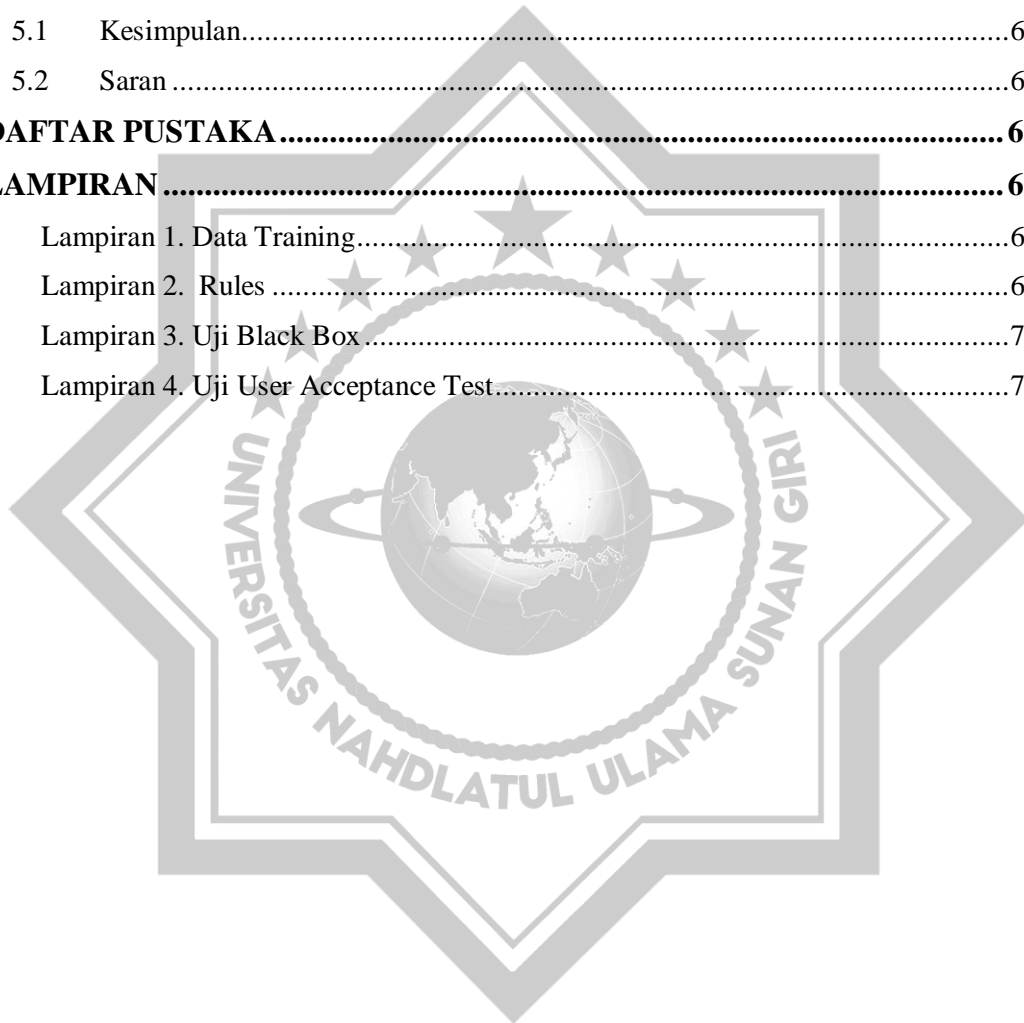 5.1 Kesimpulan....................................................................................................6
5.2 Saran ............................................................................................................6
DAFTAR PUSTAKA.............................................................................................6
LAMPIRAN............................................................................................................6
Lampiran 1. Data Training.....................................................................................6
Lampiran 2.  Rules ................................................................................................6
Lampiran 3. Uji Black Box....................................................................................7
Lampiran 4. Uji User Acceptance Test..................................................................7
UNIVERSITAS NAHDLATUL ULAMA SUNAN GIRI